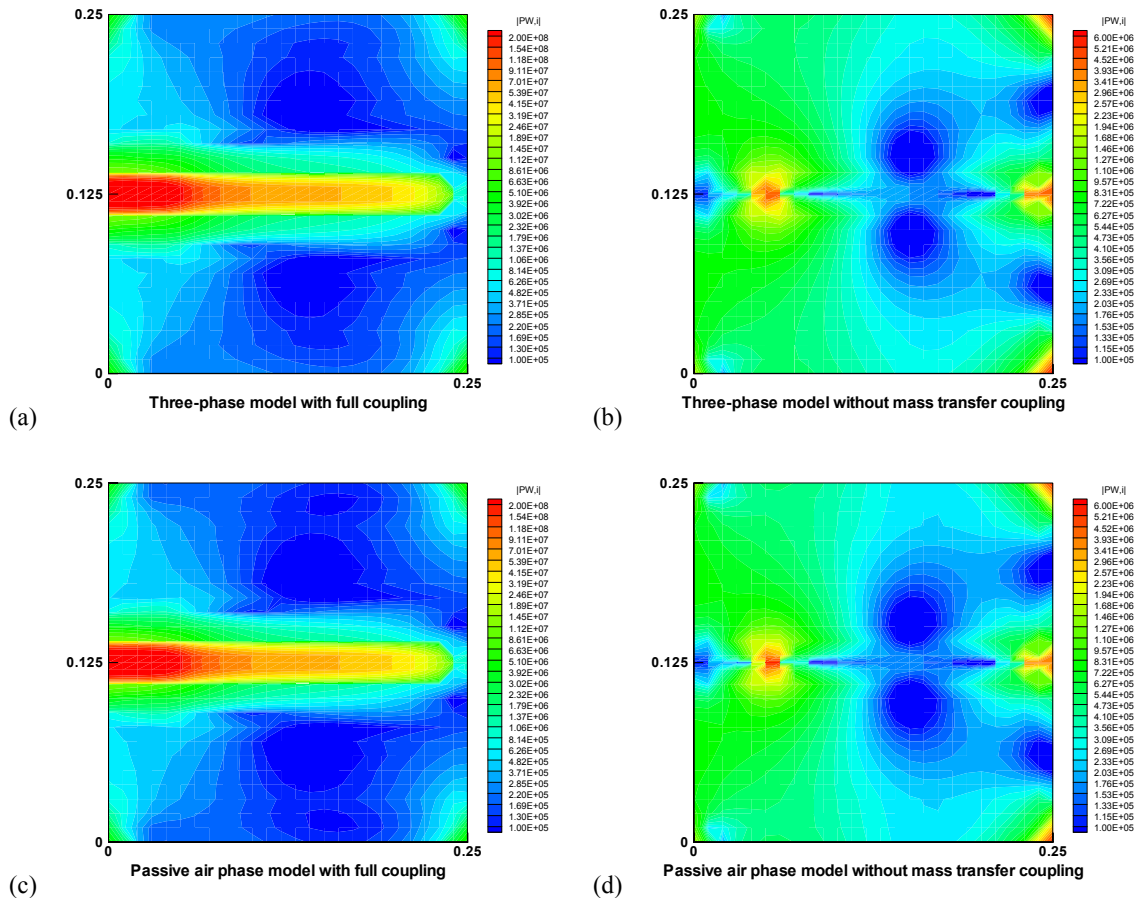 0.25
0.125
0
0
0.25
|PW,i|
2.00E+08
1.54E+08
1.18E+08
9.11E+07
7.01E+07
5.39E+07
4.15E+07
3.19E+07
2.46E+07
1.89E+07
1.45E+07
1.12E+07
8.61E+06
6.63E+06
5.10E+06
3.92E+06
3.02E+06
2.32E+06
1.79E+06
1.37E+06
1.06E+06
8.14E+05
6.26E+05
4.82E+05
3.71E+05
2.85E+05
2.20E+05
1.69E+05
1.30E+05
1.00E+05
(a)
Three-phase model with full coupling
0.25
0.125
0
0
0.25
|PW,i|
6.00E+06
5.21E+06
4.52E+06
3.93E+06
3.41E+06
2.96E+06
2.57E+06
2.23E+06
1.94E+06
1.68E+06
1.46E+06
1.27E+06
1.10E+06
9.57E+05
8.31E+05
7.22E+05
6.27E+05
5.44E+05
4.73E+05
4.10E+05
3.56E+05
3.09E+05
2.69E+05
2.33E+05
2.03E+05
1.76E+05
1.53E+05
1.33E+05
1.15E+05
1.00E+05
(b)
Three-phase model without mass transfer coupling
0.25
0.125
0
0
0.25
|PW,i|
2.00E+08
1.54E+08
1.18E+08
9.11E+07
7.01E+07
5.39E+07
4.15E+07
3.19E+07
2.46E+07
1.89E+07
1.45E+07
1.12E+07
8.61E+06
6.63E+06
5.10E+06
3.92E+06
3.02E+06
2.32E+06
1.79E+06
1.37E+06
1.06E+06
8.14E+05
6.26E+05
4.82E+05
3.71E+05
2.85E+05
2.20E+05
1.69E+05
1.30E+05
1.00E+05
(c)
Passive air phase model with full coupling
0.25
0.125
0
0
0.25
|PW,i|
6.00E+06
5.21E+06
4.52E+06
3.93E+06
3.41E+06
2.96E+06
2.57E+06
2.23E+06
1.94E+06
1.68E+06
1.46E+06
1.27E+06
1.10E+06
9.57E+05
8.31E+05
7.22E+05
6.27E+05
5.44E+05
4.73E+05
4.10E+05
3.56E+05
3.09E+05
2.69E+05
2.33E+05
2.03E+05
1.76E+05
1.53E+05
1.33E+05
1.15E+05
1.00E+05
(d)
Passive air phase model without mass transfer coupling